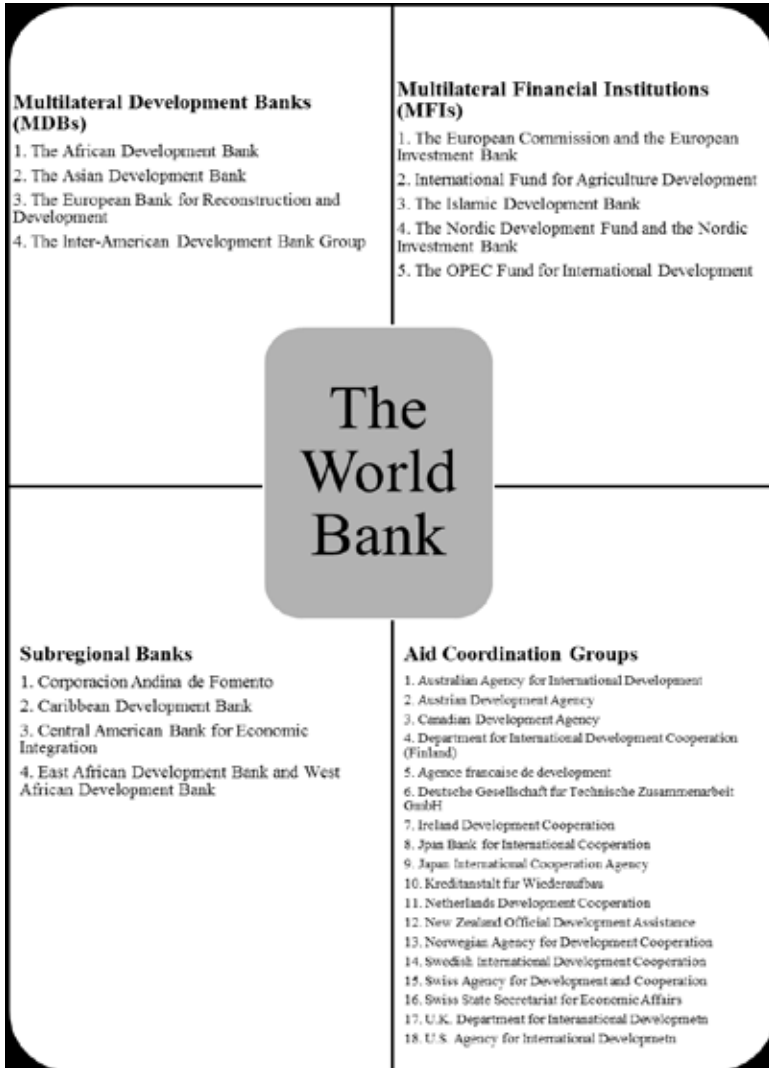 Multilateral Development Banks
(MDBs)
1. The African Development Bank
2. The Asian Development Bank
3. The European Bank for Reconstruction and
Development
4. The Inter-American Development Bank Group
Multilateral Financial Institutions
(MFIs)
1. The European Commission and the European
Investment Bank
2. International Fund for Agriculture Development
3. The Islamic Development Bank
4. The Nordic Development Fund and the Nordic
Investment Bank
5. The OPEC Fund for International Development
The
World
Bank
Subregional Banks
1. Corporacion Andina de Fomento
2. Caribbean Development Bank
3. Central American Bank for Economic
Integration
4. East African Development Bank and West
African Development Bank
Aid Coordination Groups
1. Australian Agency for International Development
2. Austrian Development Agency
3. Canadian Development Agency
4. Department for International Development Cooperation
(Finland)
5. Agence francaise de development
6. Deutsche Gesellschaft fur Technische Zusammenarbeit
GmbH
7. Ireland Development Cooperation
8. Jpan Bank for International Cooperation
9. Japan International Cooperation Agency
10. Kreditanstalt fur Wiederaufbau
11. Netherlands Development Cooperation
12. New Zealand Official Development Assistance
13. Norwegian Agency for Development Cooperation
14. Swedish International Development Cooperation
15. Swiss Agency for Development and Cooperation
16. Swiss State Secretariat for Economic Affairs
17. U.K. Department for Interanational Developmetn
18. U.S. Agency for International Developmetn